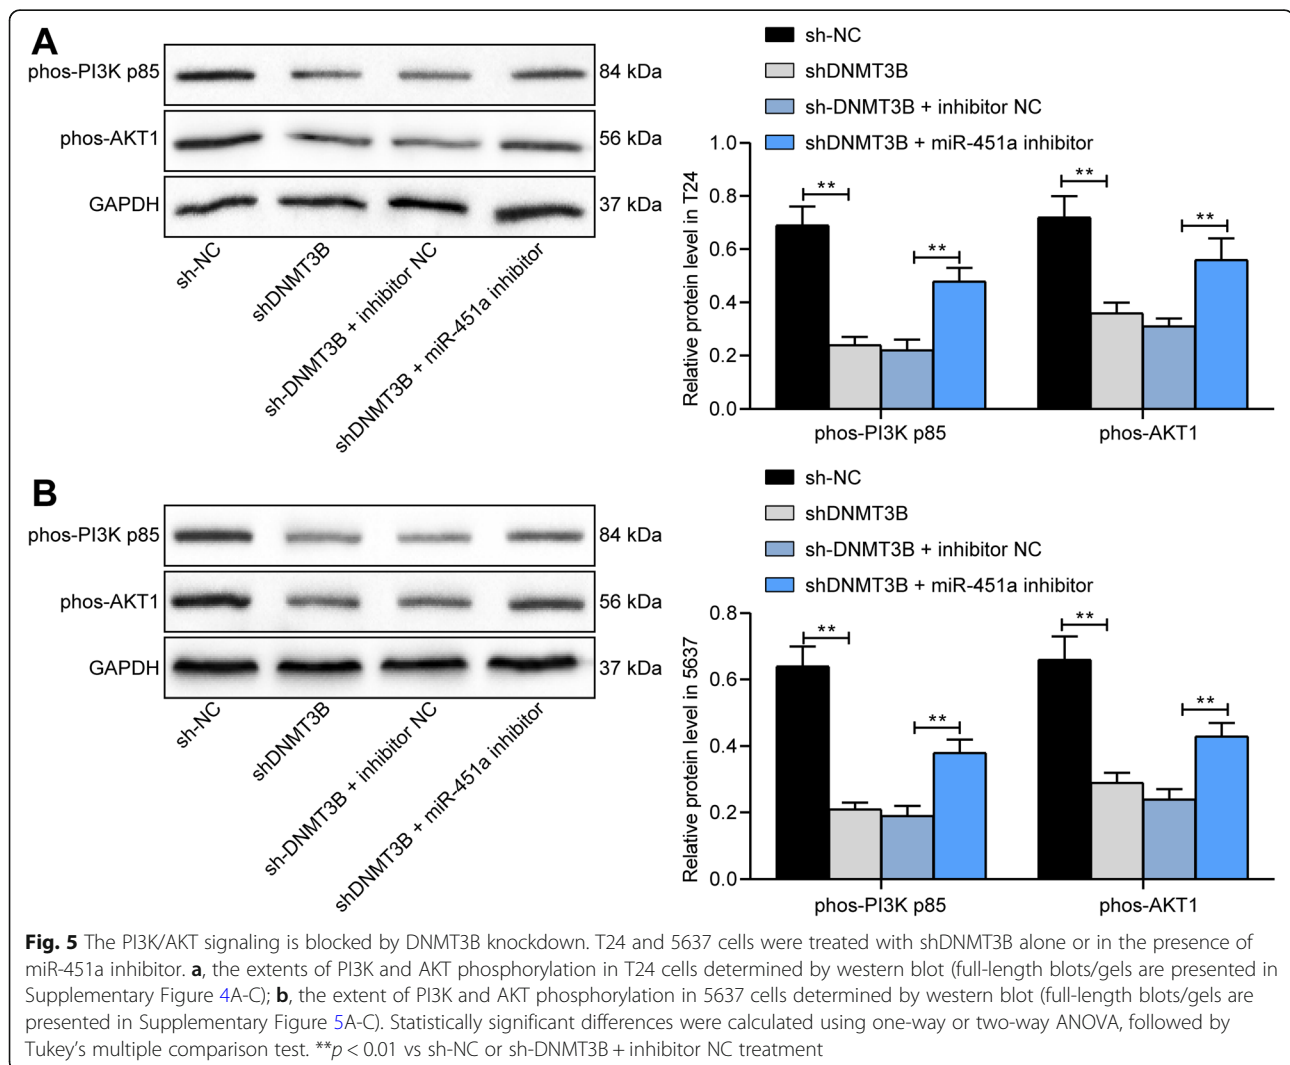 A
phos-PI3K p85
84 kDa
phos-AKT1
56 kDa
GAPDH
37 kDa
sh-NC
shDNMT3B
sh-DNMT3B + inhibitor NC
shDNMT3B + miR-451a inhibitor
sh-NC
shDNMT3B
sh-DNMT3B + inhibitor NC
shDNMT3B + miR-451a inhibitor
Relative protein level in T24
1.0
0.8
0.6
0.4
0.2
0.0
**
**
**
**
phos-PI3K p85
phos-AKT1
B
phos-PI3K p85
84 kDa
phos-AKT1
56 kDa
GAPDH
37 kDa
sh-NC
shDNMT3B
sh-DNMT3B + inhibitor NC
shDNMT3B + miR-451a inhibitor
sh-NC
shDNMT3B
sh-DNMT3B + inhibitor NC
shDNMT3B + miR-451a inhibitor
Relative protein level in 5637
0.8
0.6
0.4
0.2
0.0
**
**
**
**
phos-PI3K p85
phos-AKT1
Fig. 5 The PI3K/AKT signaling is blocked by DNMT3B knockdown. T24 and 5637 cells were treated with shDNMT3B alone or in the presence of
miR-451a inhibitor. a, the extents of PI3K and AKT phosphorylation in T24 cells determined by western blot (full-length blots/gels are presented in
Supplementary Figure 4A-C); b, the extent of PI3K and AKT phosphorylation in 5637 cells determined by western blot (full-length blots/gels are
presented in Supplementary Figure 5A-C). Statistically significant differences were calculated using one-way or two-way ANOVA, followed by
Tukey's multiple comparison test. **p < 0.01 vs sh-NC or sh-DNMT3B + inhibitor NC treatment